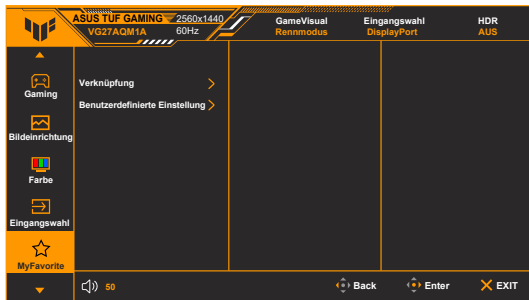 ASUS TUF GAMING 2560x1440
VG27AQM1A 60Hz
GameVisual
Rennmodus
Eingangswahl
DisplayPort
HDR
AUS
Gaming
Bildeinrichtung
Farbe
Eingangswahl
MyFavorite
Verknüpfung
Benutzerdefinierte Einstellung
50
Back
Enter
EXIT